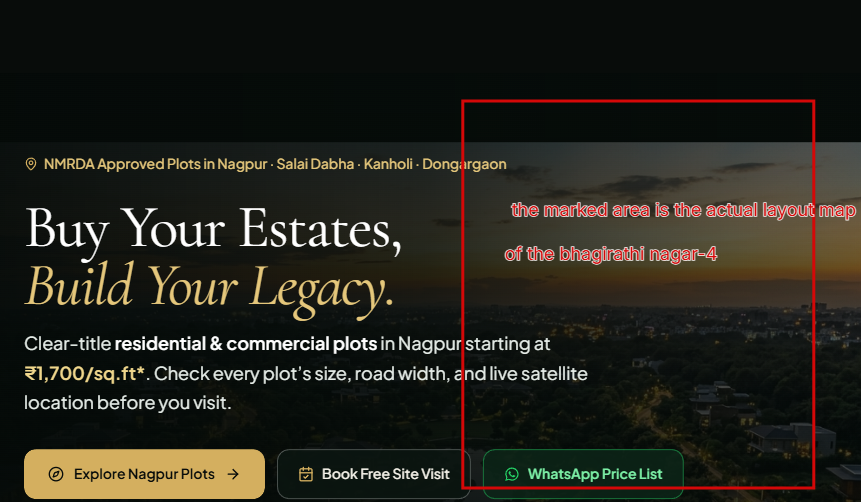 NMRDA Approved Plots in Nagpur · Salai Dabha · Kanholi · Dongargaon
the marked area is the actual layout map
of the bhagirathi nagar-4
Buy Your Estates,
Build Your Legacy.
Clear-title residential & commercial plots in Nagpur starting at
₹1,700/sq.ft*. Check every plot's size, road width, and live satellite
location before you visit.
Explore Nagpur Plots →
Book Free Site Visit
WhatsApp Price List